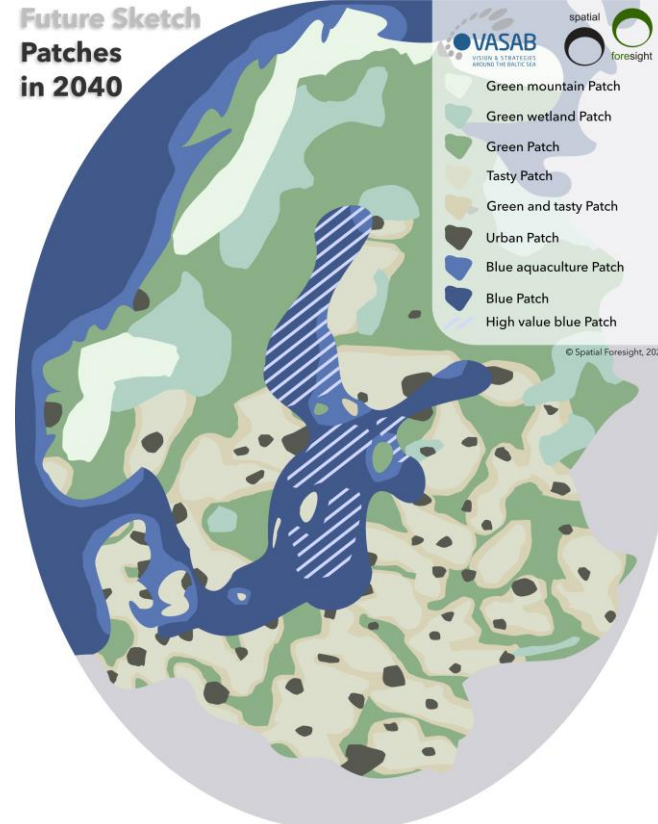 Future Sketch
Patches
in 2040
VASAB
VISION & STRATEGIES
AROUND THE BALTIC SEA
spatial
foresight
Green mountain Patch
Green wetland Patch
Green Patch
Tasty Patch
Green and tasty Patch
Urban Patch
Blue aquaculture Patch
Blue Patch
High value blue Patch
© Spatial Foresight,